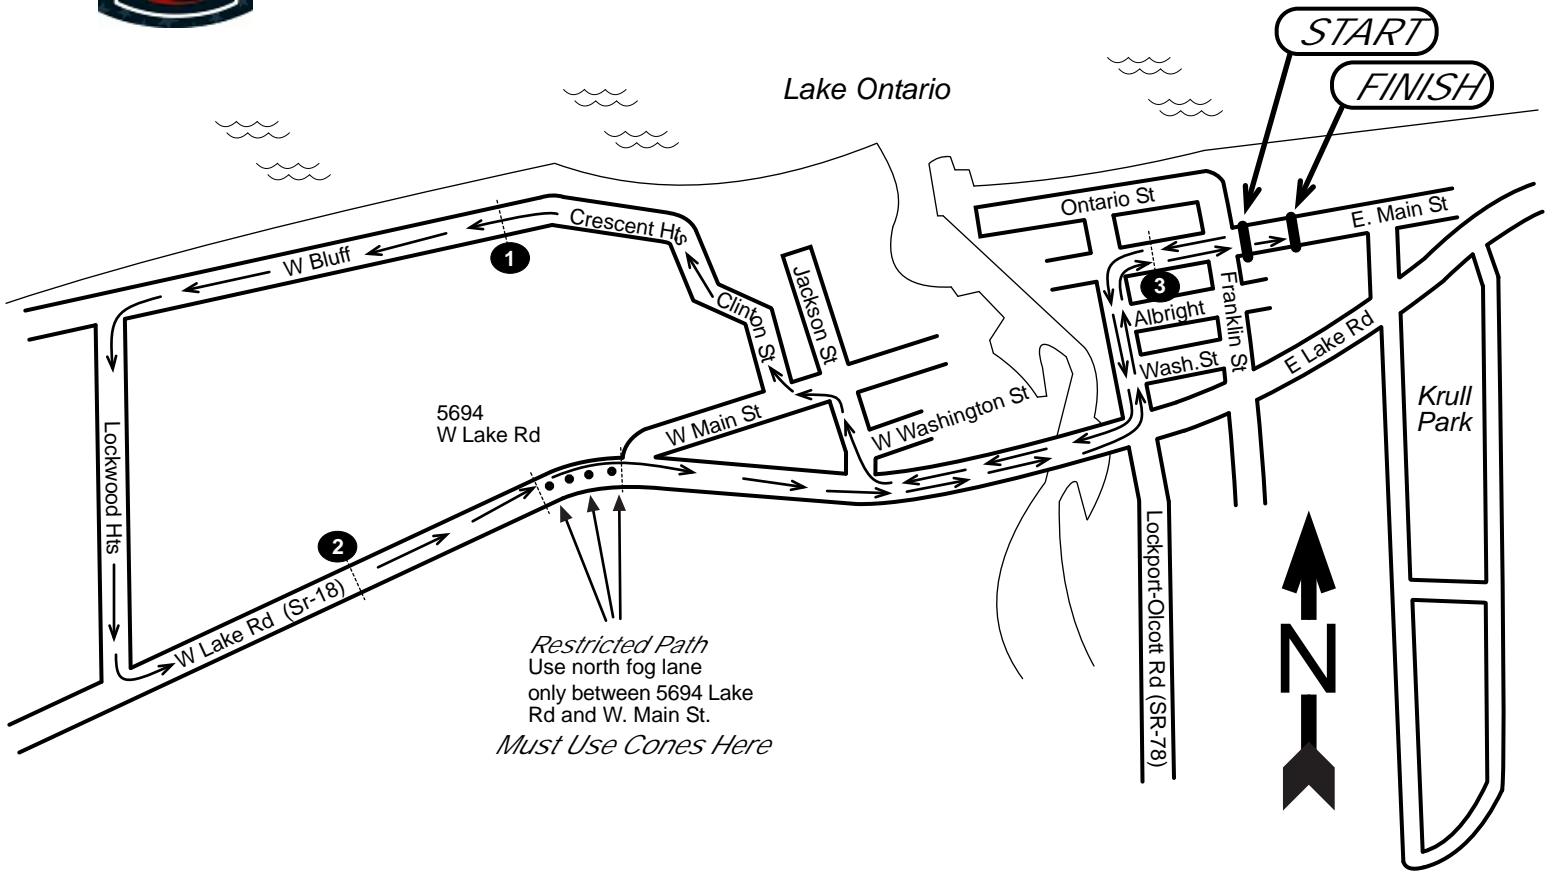 START
FINISH
Lake Ontario
Ontario St
E. Main St
Crescent Hts
W Bluff
1
3
Jackson St
Clinton St
Franklin St
Albright
Wash.St
E Lake Rd
Krull
Park
5694
W Lake Rd
W Main St
W Washington St
Lockwood Hts
2
W Lake Rd (Sr-18)
Lockport-Olcott Rd (SR-78)
N
Restricted Path
Use north fog lane
only between 5694 Lake
Rd and W. Main St.
Must Use Cones Here